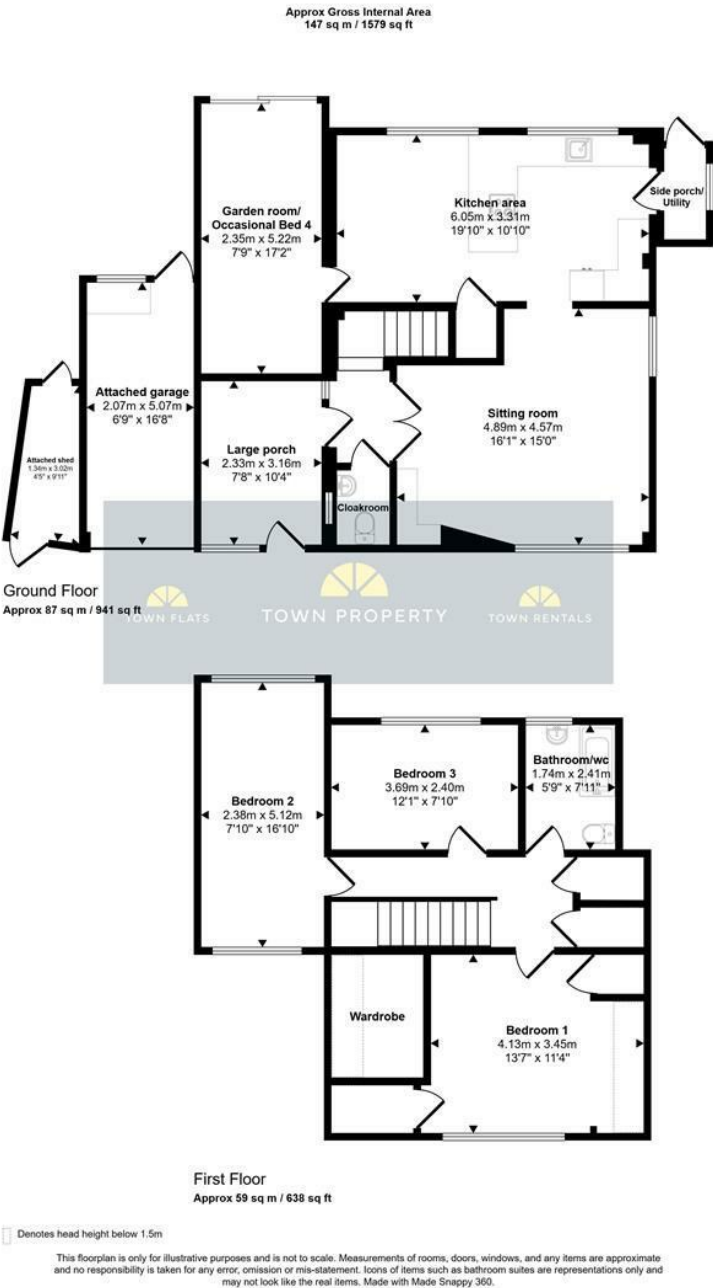 Approx Gross Internal Area
147 sq m / 1579 sq ft
Garden room/
Occasional Bed 4
2.35m x 5.22m
7'9" x 17'2"
Kitchen area
6.05m x 3.31m
19'10" x 10'10"
Side porch/
Utility
Attached garage
2.07m x 5.07m
6'9" x 16'8"
Sitting room
4.89m x 4.57m
16'1" x 15'0"
Large porch
2.33m x 3.16m
7'8" x 10'4"
Attached shed
1.34m x 3.02m
4'5" x 9'11"
Cloakroom
Ground Floor
Approx 87 sq m / 941 sq ft
TOWN FLATS
TOWN PROPERTY
TOWN RENTALS
Bedroom 2
2.38m x 5.12m
7'10" x 16'10"
Bedroom 3
3.69m x 2.40m
12'1" x 7'10"
Bathroom/wc
1.74m x 2.41m
5'9" x 7'11"
Wardrobe
Bedroom 1
4.13m x 3.45m
13'7" x 11'4"
First Floor
Approx 59 sq m / 638 sq ft
Denotes head height below 1.5m
This floorplan is only for illustrative purposes and is not to scale. Measurements of rooms, doors, windows, and any items are approximate
and no responsibility is taken for any error, omission or mis-statement. Icons of items such as bathroom suites are representations only and
may not look like the real items. Made with Made Snappy 360.